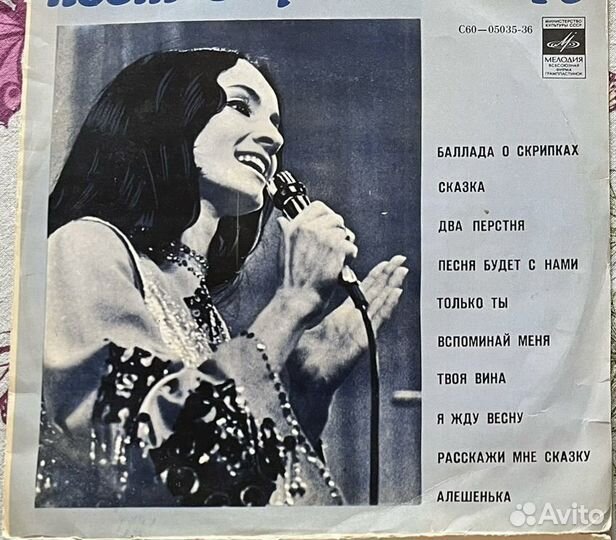 С60—05035-36
МИНИСТЕРСТВО
КУЛЬТУРЫ СССР
МЕЛОДИЯ
ВСЕСОЮЗНАЯ
ФИРМА
ГРАМПЛАСТИНОК
БАЛЛАДА О СКРИПКАХ
СКАЗКА
ДВА ПЕРСТНЯ
ПЕСНЯ БУДЕТ С НАМИ
ТОЛЬКО ТЫ
ВСПОМИНАЙ МЕНЯ
ТВОЯ ВИНА
Я ЖДУ ВЕСНУ
РАССКАЖИ МНЕ СКАЗКУ
АЛЕШЕНЬКА
Avito